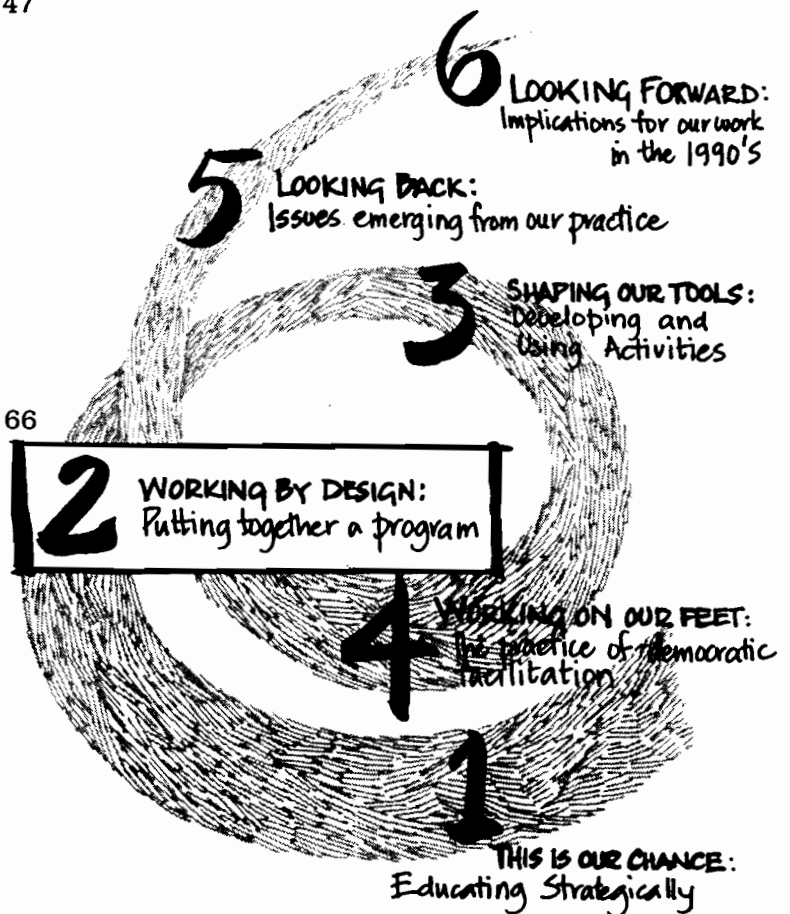 47
6
LOOKING FORWARD:
Implications for our work
in the 1990'S
5
LOOKING BACK:
Issues emerging from our practice
3
SHAPING OUR TOOLS:
Developing and
Using Activities
66
2
WORKING BY DESIGN:
Putting together a program
4
WORKING ON OUR FEET:
the practice of democratic
facilitation
1
THIS IS OUR CHANCE:
Educating Strategically